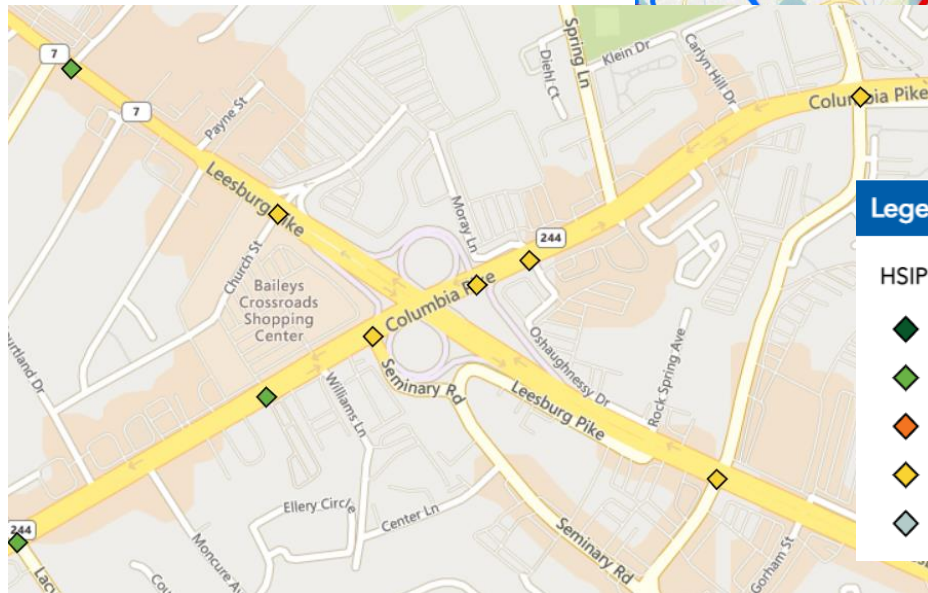 7
7
Payne St
Leesburg Pike
Church St
Baileys
Crossroads
Shopping
Center
Spring Ln
Diehl Ct
Klein Dr
Carlyn Hill Dr
Columbia Pike
Moray Ln
244
Columbia Pike
Oshaughnessy Dr
Rock Spring Ave
Williams Ln
Seminary Rd
Leesburg Pike
Ellery Circle
Center Ln
Moncure
Seminary Rd
Gorham St
244
Lege
HSIP